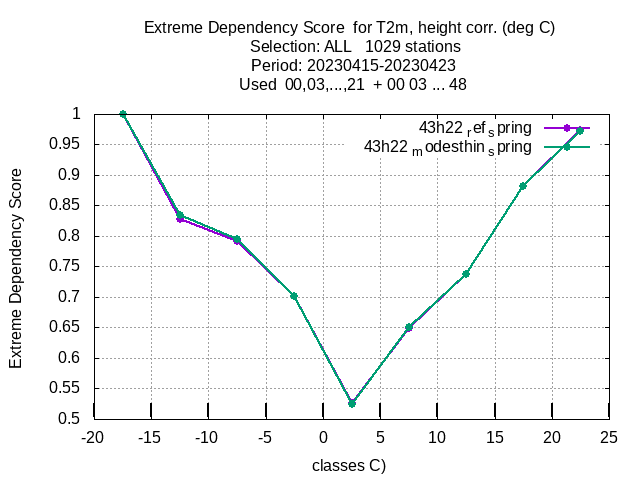 Extreme Dependency Score  for T2m, height corr. (deg C)
Selection: ALL   1029 stations
Period: 20230415-20230423
Used  00,03,...,21  + 00 03 ... 48
43h22 ref spring
43h22 modesthin spring
Extreme Dependency Score
1
0.95
0.9
0.85
0.8
0.75
0.7
0.65
0.6
0.55
0.5
-20 -15 -10 -5 0 5 10 15 20 25
classes C)